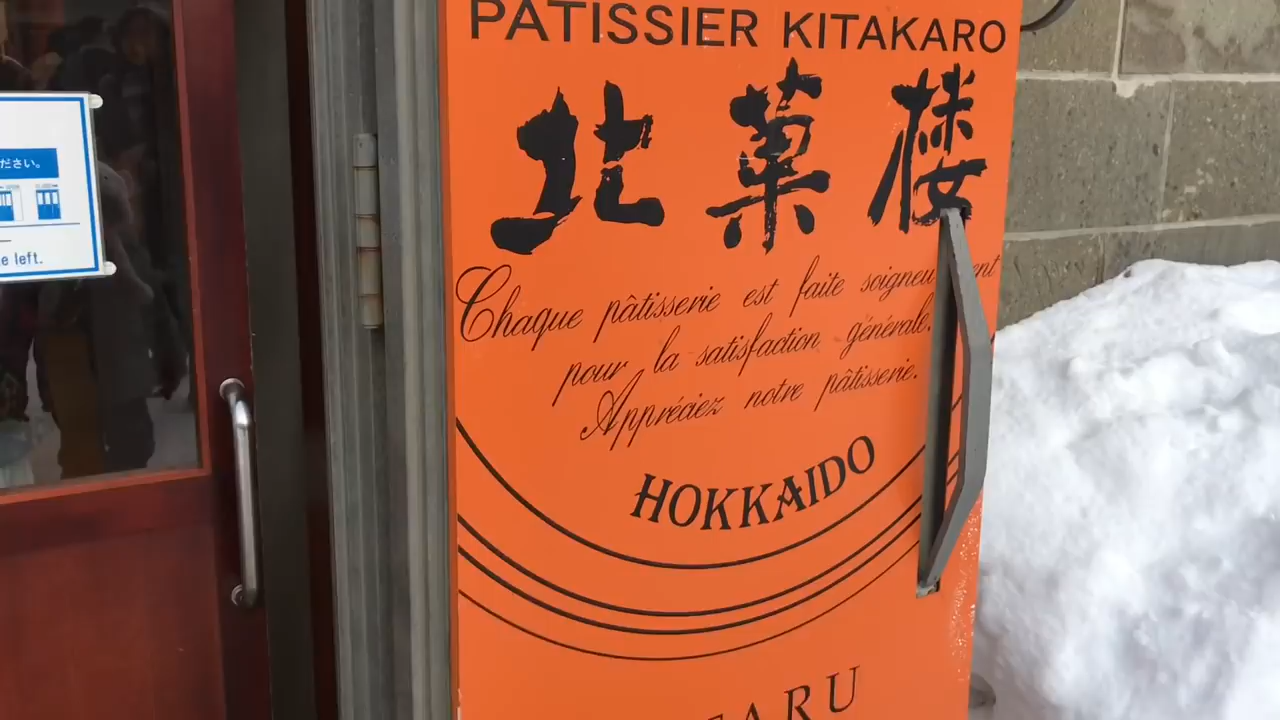 PATISSIER KITAKARO
北菓楼
Chaque pâtisserie est faite
pour la satisfaction générale.
Appréciez notre pâtisserie.
HOKKAIDO
ださい。
e left.